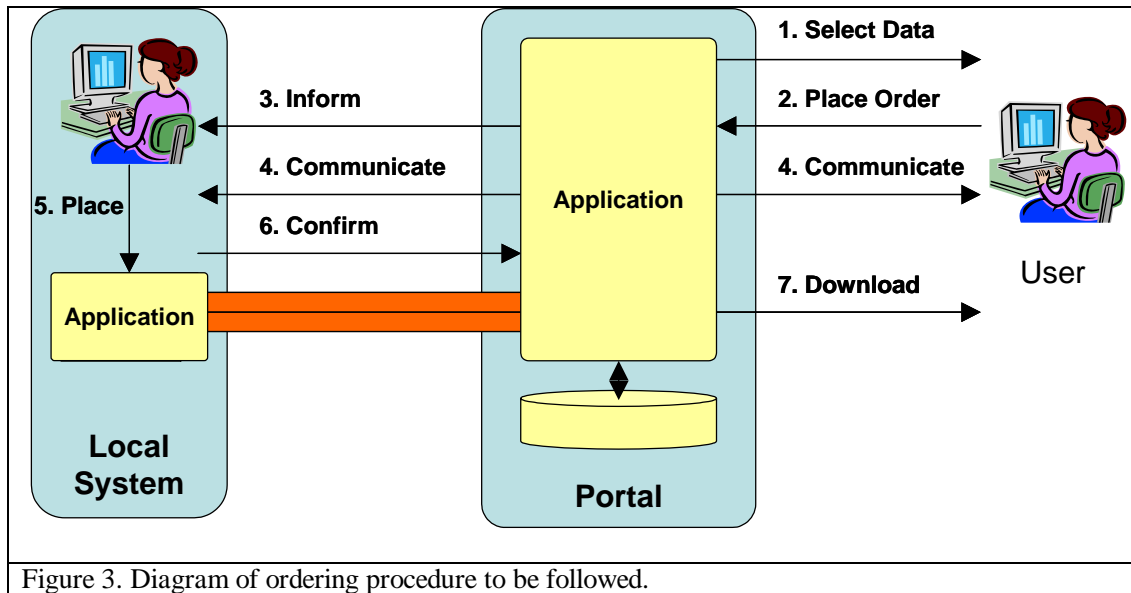 1. Select Data
3. Inform
2. Place Order
4. Communicate
4. Communicate
Application
5. Place
6. Confirm
User
7. Download
Application
Local
System
Portal
Figure 3. Diagram of ordering procedure to be followed.